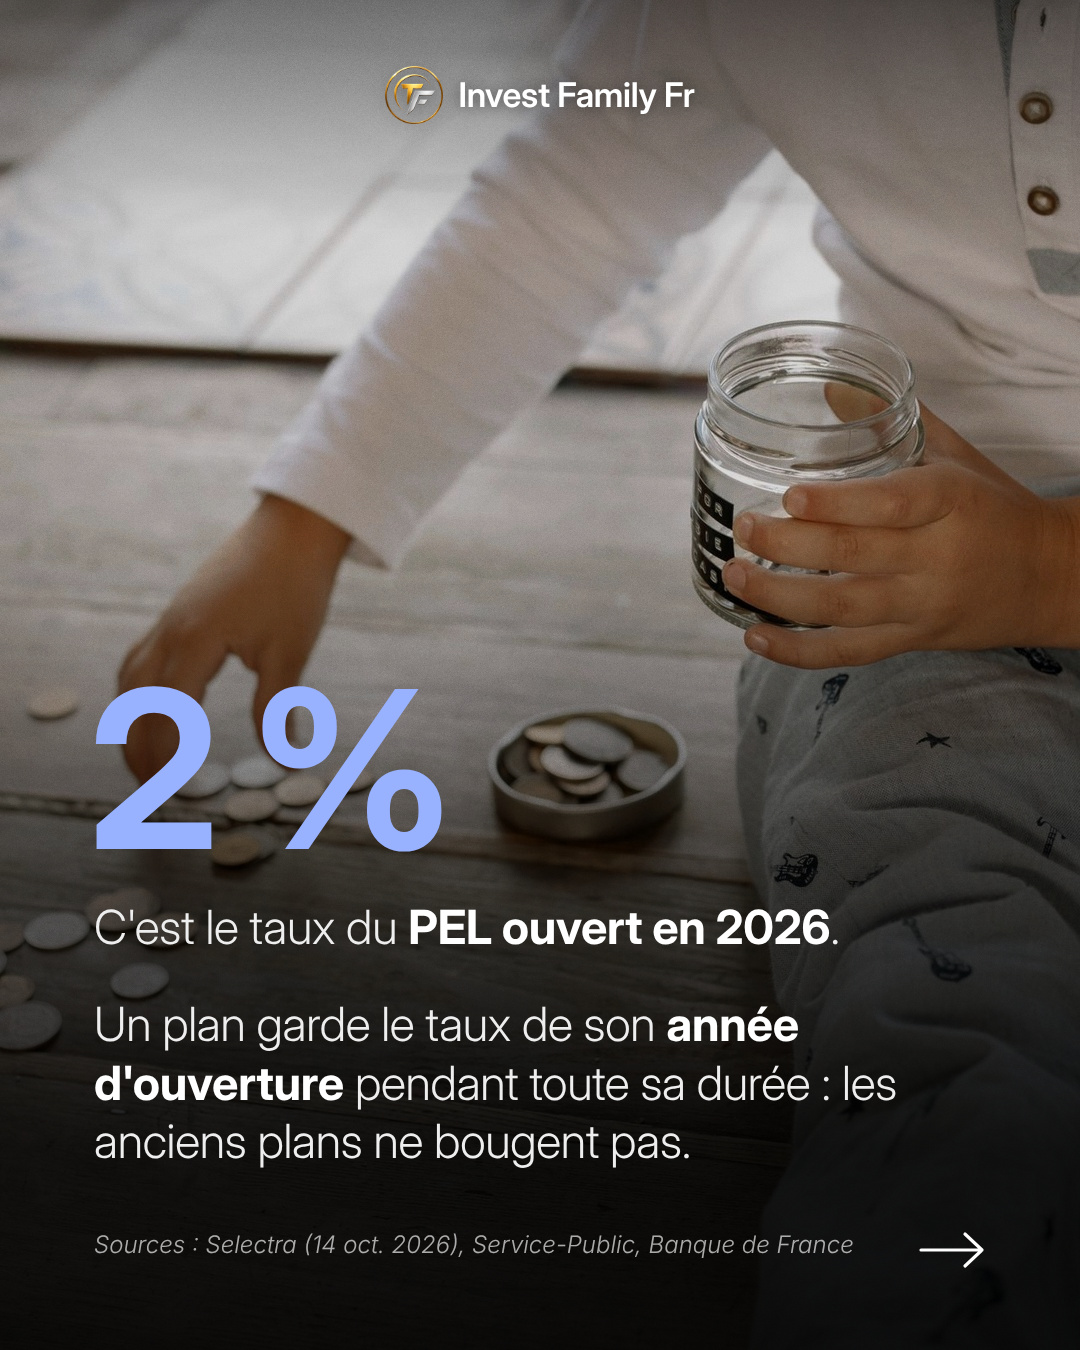 Invest Family Fr
2 %
C'est le taux du PEL ouvert en 2026.
Un plan garde le taux de son année
d'ouverture pendant toute sa durée : les
anciens plans ne bougent pas.
Sources : Selectra (14 oct. 2026), Service-Public, Banque de France